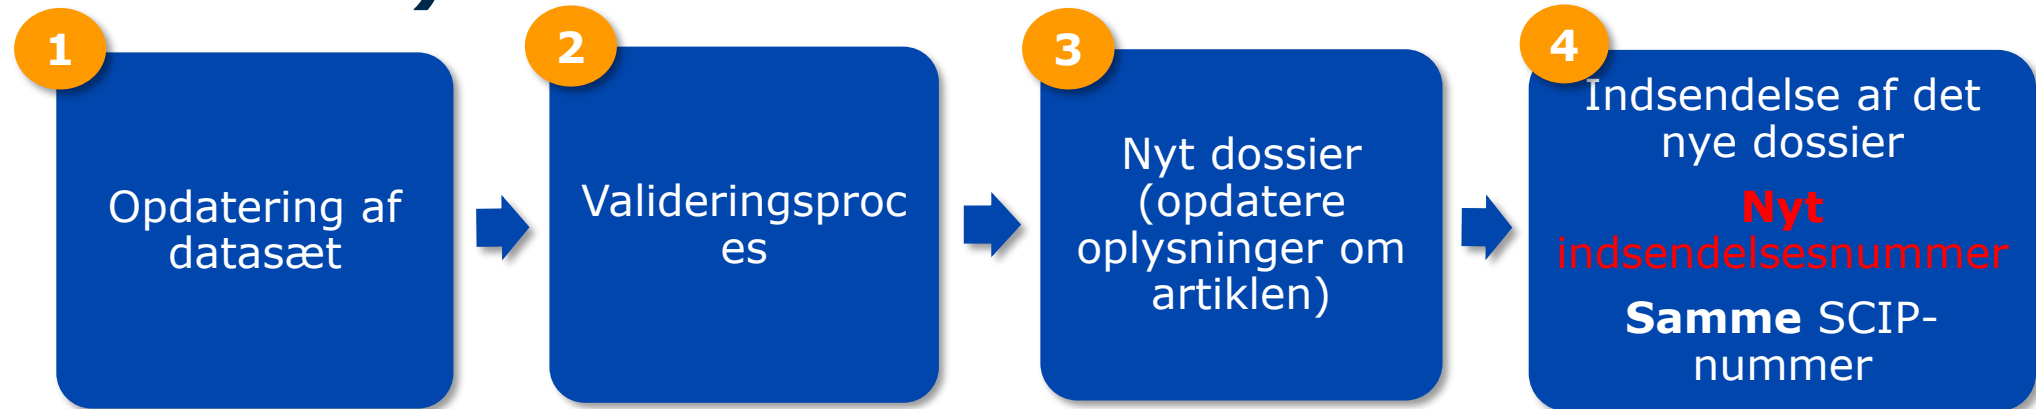 1
Opdatering af
datasæt
2
Valideringsproc
es
3
Nyt dossier
(opdatere
oplysninger om
artiklen)
4
Indsendelse af det
nye dossier
Nyt
indsendelsesnummer
Samme SCIP-
nummer